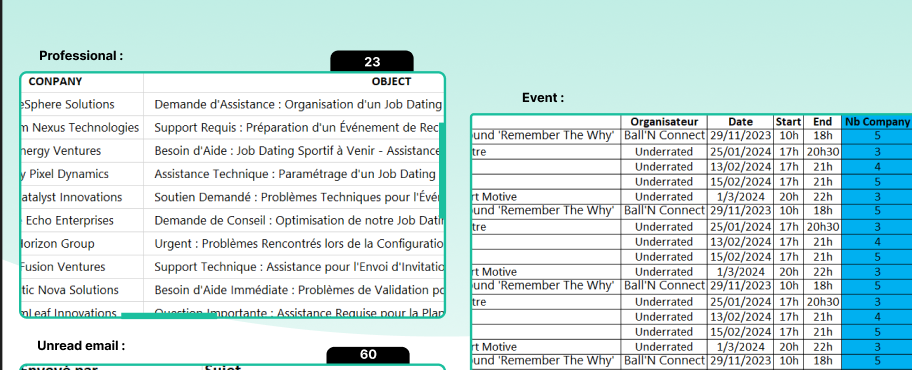 Professional :
23
CONPANY OBJECT
eSphere Solutions Demande d'Assistance : Organisation d'un Job Dating
Nexus Technologies Support Requis : Préparation d'un Événement de Rec
nergy Ventures Besoin d'Aide : Job Dating Sportif à Venir - Assistance
y Pixel Dynamics Assistance Technique : Paramétrage d'un Job Dating
atalyst Innovations Soutien Demandé : Problèmes Techniques pour l'Évé
Echo Enterprises Demande de Conseil : Optimisation de notre Job Dati
Horizon Group Urgent : Problèmes Rencontrés lors de la Configuratio
Fusion Ventures Support Technique : Assistance pour l'Envoi d'Invitatio
tic Nova Solutions Besoin d'Aide Immédiate : Problèmes de Validation po
Leaf Innovations Question Importante : Assistance Requise pour la Plan
Unread email :
60
Envoyé par Sujet
Event :
Organisateur Date Start End Nb Company
und 'Remember The Why' Ball'N Connect 29/11/2023 10h 18h 5
tre Underrated 25/01/2024 17h 20h30 3
Underrated 13/02/2024 17h 21h 4
Underrated 15/02/2024 17h 21h 5
rt Motive Underrated 1/3/2024 20h 22h 3
und 'Remember The Why' Ball'N Connect 29/11/2023 10h 18h 5
tre Underrated 25/01/2024 17h 20h30 3
Underrated 13/02/2024 17h 21h 4
Underrated 15/02/2024 17h 21h 5
rt Motive Underrated 1/3/2024 20h 22h 3
und 'Remember The Why' Ball'N Connect 29/11/2023 10h 18h 5
tre Underrated 25/01/2024 17h 20h30 3
Underrated 13/02/2024 17h 21h 4
Underrated 15/02/2024 17h 21h 5
rt Motive Underrated 1/3/2024 20h 22h 3
und 'Remember The Why' Ball'N Connect 29/11/2023 10h 18h 5